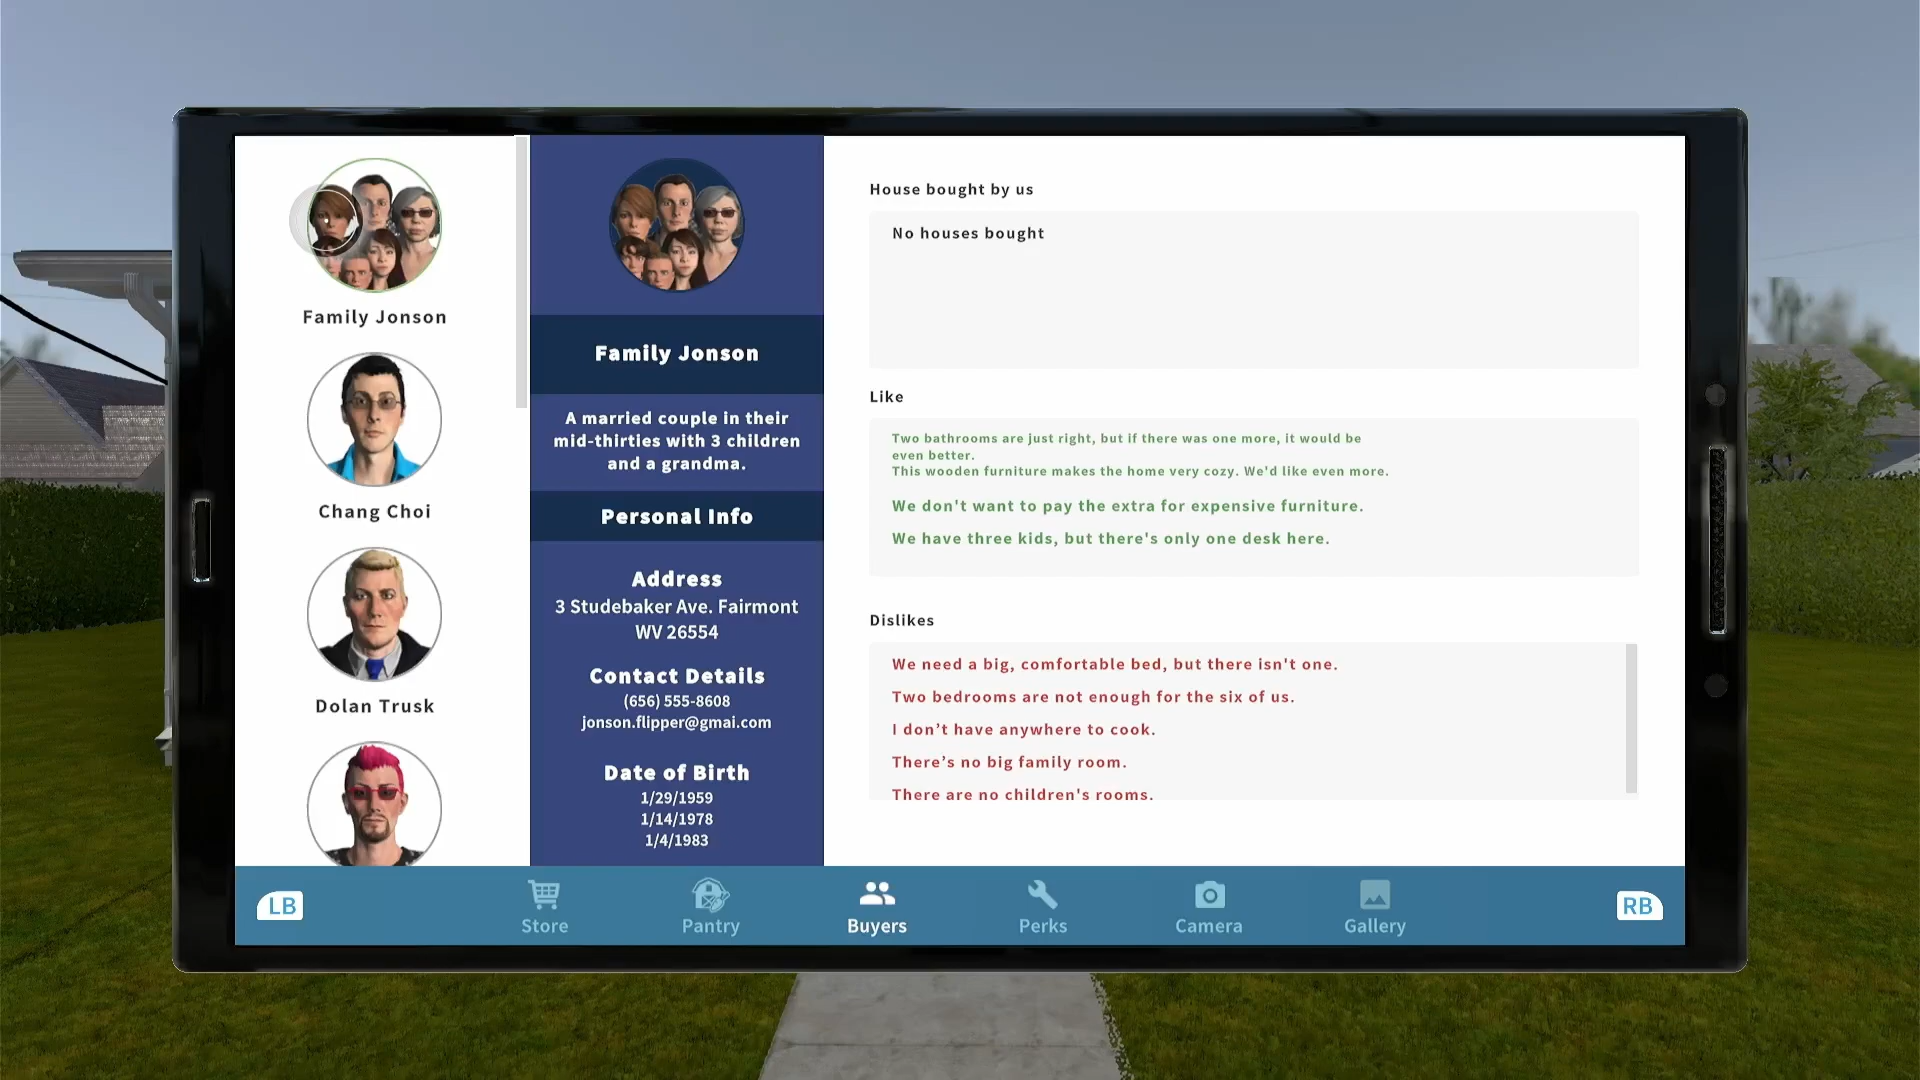 Family Jonson
Chang Choi
Dolan Trusk
Family Jonson
A married couple in their
mid-thirties with 3 children
and a grandma.
Personal Info
Address
3 Studebaker Ave. Fairmont
WV 26554
Contact Details
(656) 555-8608
jonson.flipper@gmai.com
Date of Birth
1/29/1959
1/14/1978
1/4/1983
House bought by us
No houses bought
Like
Two bathrooms are just right, but if there was one more, it would be
even better.
This wooden furniture makes the home very cozy. We'd like even more.
We don't want to pay the extra for expensive furniture.
We have three kids, but there's only one desk here.
Dislikes
We need a big, comfortable bed, but there isn't one.
Two bedrooms are not enough for the six of us.
I don’t have anywhere to cook.
There’s no big family room.
There are no children's rooms.
LB
Store
Pantry
Buyers
Perks
Camera
Gallery
RB